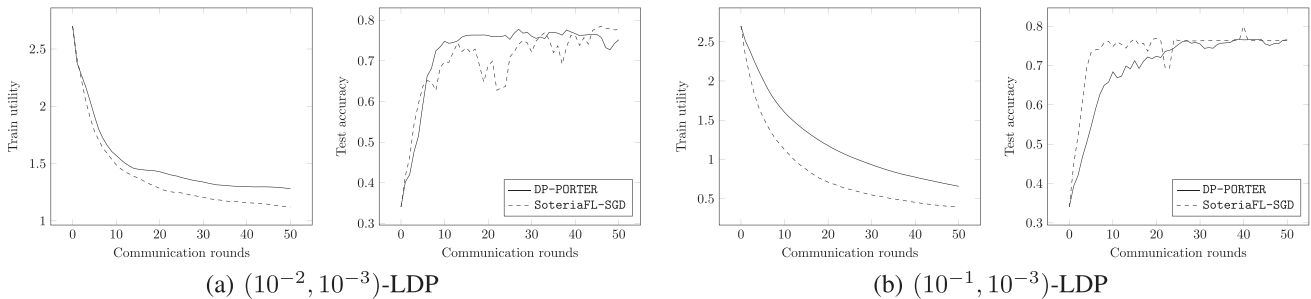 2.5
2
1.5
1
0 10 20 30 40 50
Train utility
Communication rounds
0.8
0.7
0.6
0.5
0.4
0.3
0 10 20 30 40 50
Test accuracy
Communication rounds
DP-PORTER
SoteriaFL-SGD
(a) (10⁻², 10⁻³)-LDP
2.5
2
1.5
1
0.5
0 10 20 30 40 50
Train utility
Communication rounds
0.8
0.7
0.6
0.5
0.4
0.3
0 10 20 30 40 50
Test accuracy
Communication rounds
DP-PORTER
SoteriaFL-SGD
(b) (10⁻¹, 10⁻³)-LDP